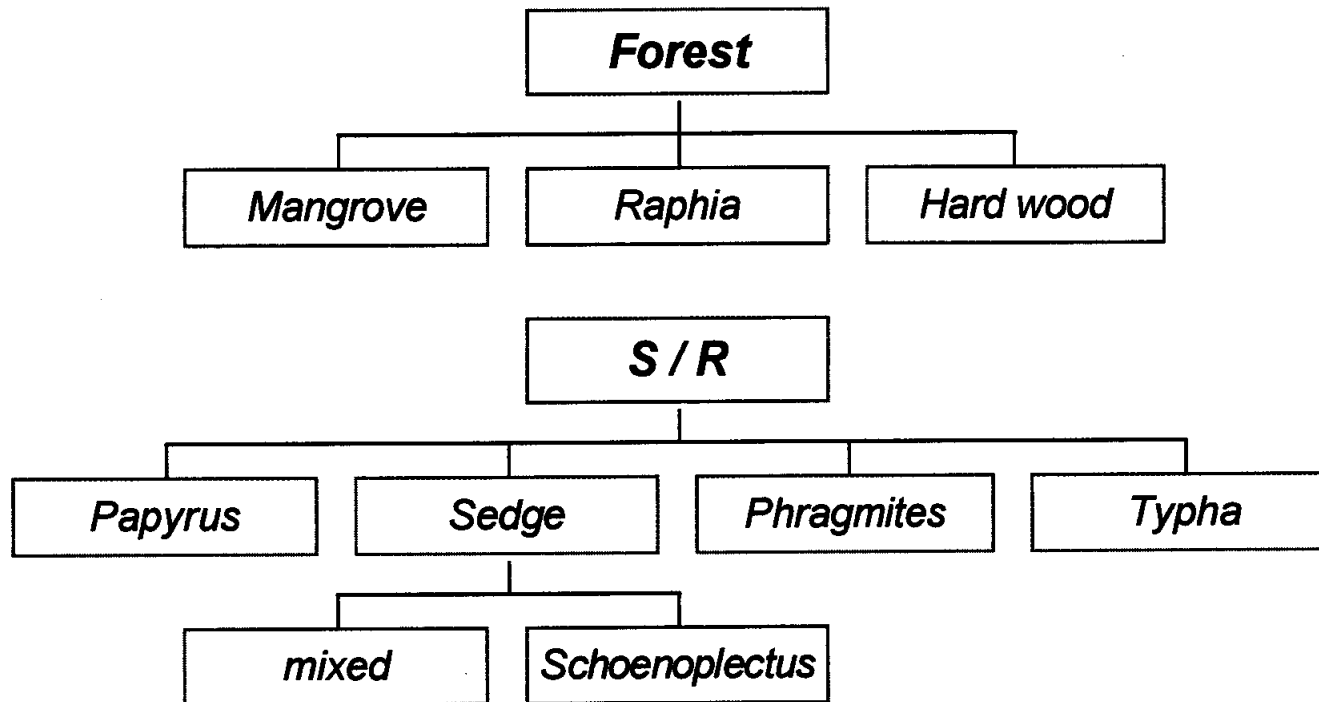 Forest
Mangrove Raphia Hard wood
S / R
Papyrus Sedge Phragmites Typha
mixed Schoenoplectus